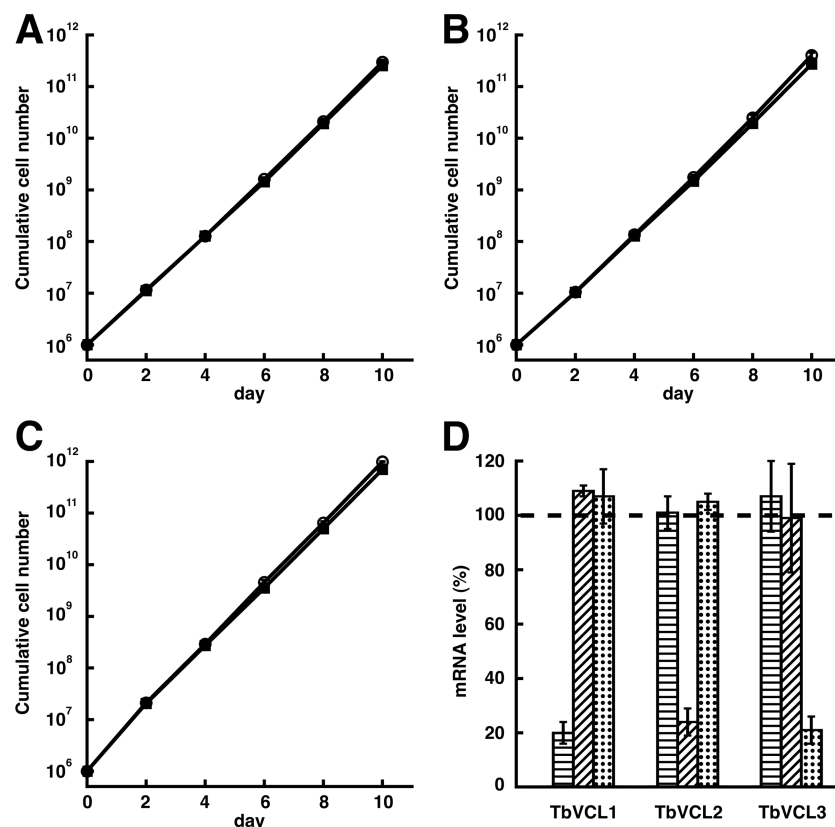 A
Cumulative cell number
10^12
10^11
10^10
10^9
10^8
10^7
10^6
0 2 4 6 8 10
day
B
Cumulative cell number
10^12
10^11
10^10
10^9
10^8
10^7
10^6
0 2 4 6 8 10
day
C
Cumulative cell number
10^12
10^11
10^10
10^9
10^8
10^7
10^6
0 2 4 6 8 10
day
D
mRNA level (%)
120
100
80
60
40
20
0
TbVCL1 TbVCL2 TbVCL3